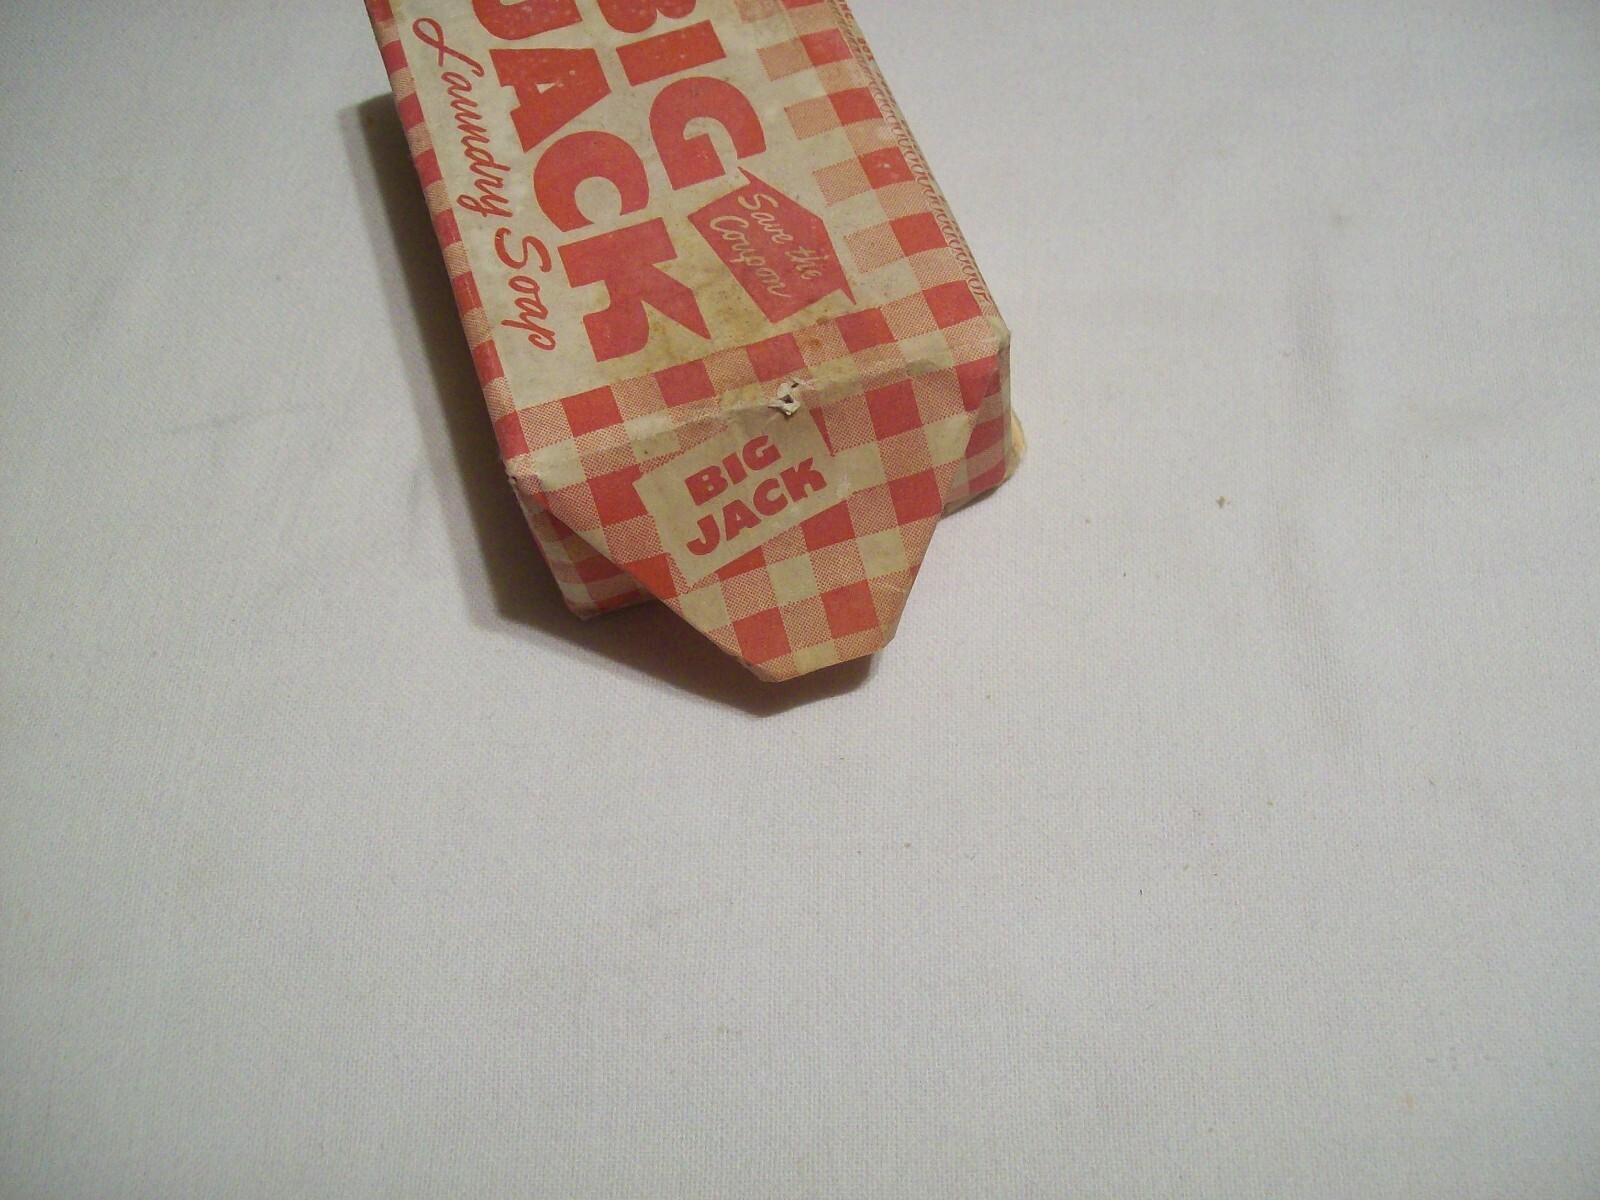 BIG
JACK
Laundry Soap
Save the
Coupon
BIG
JACK